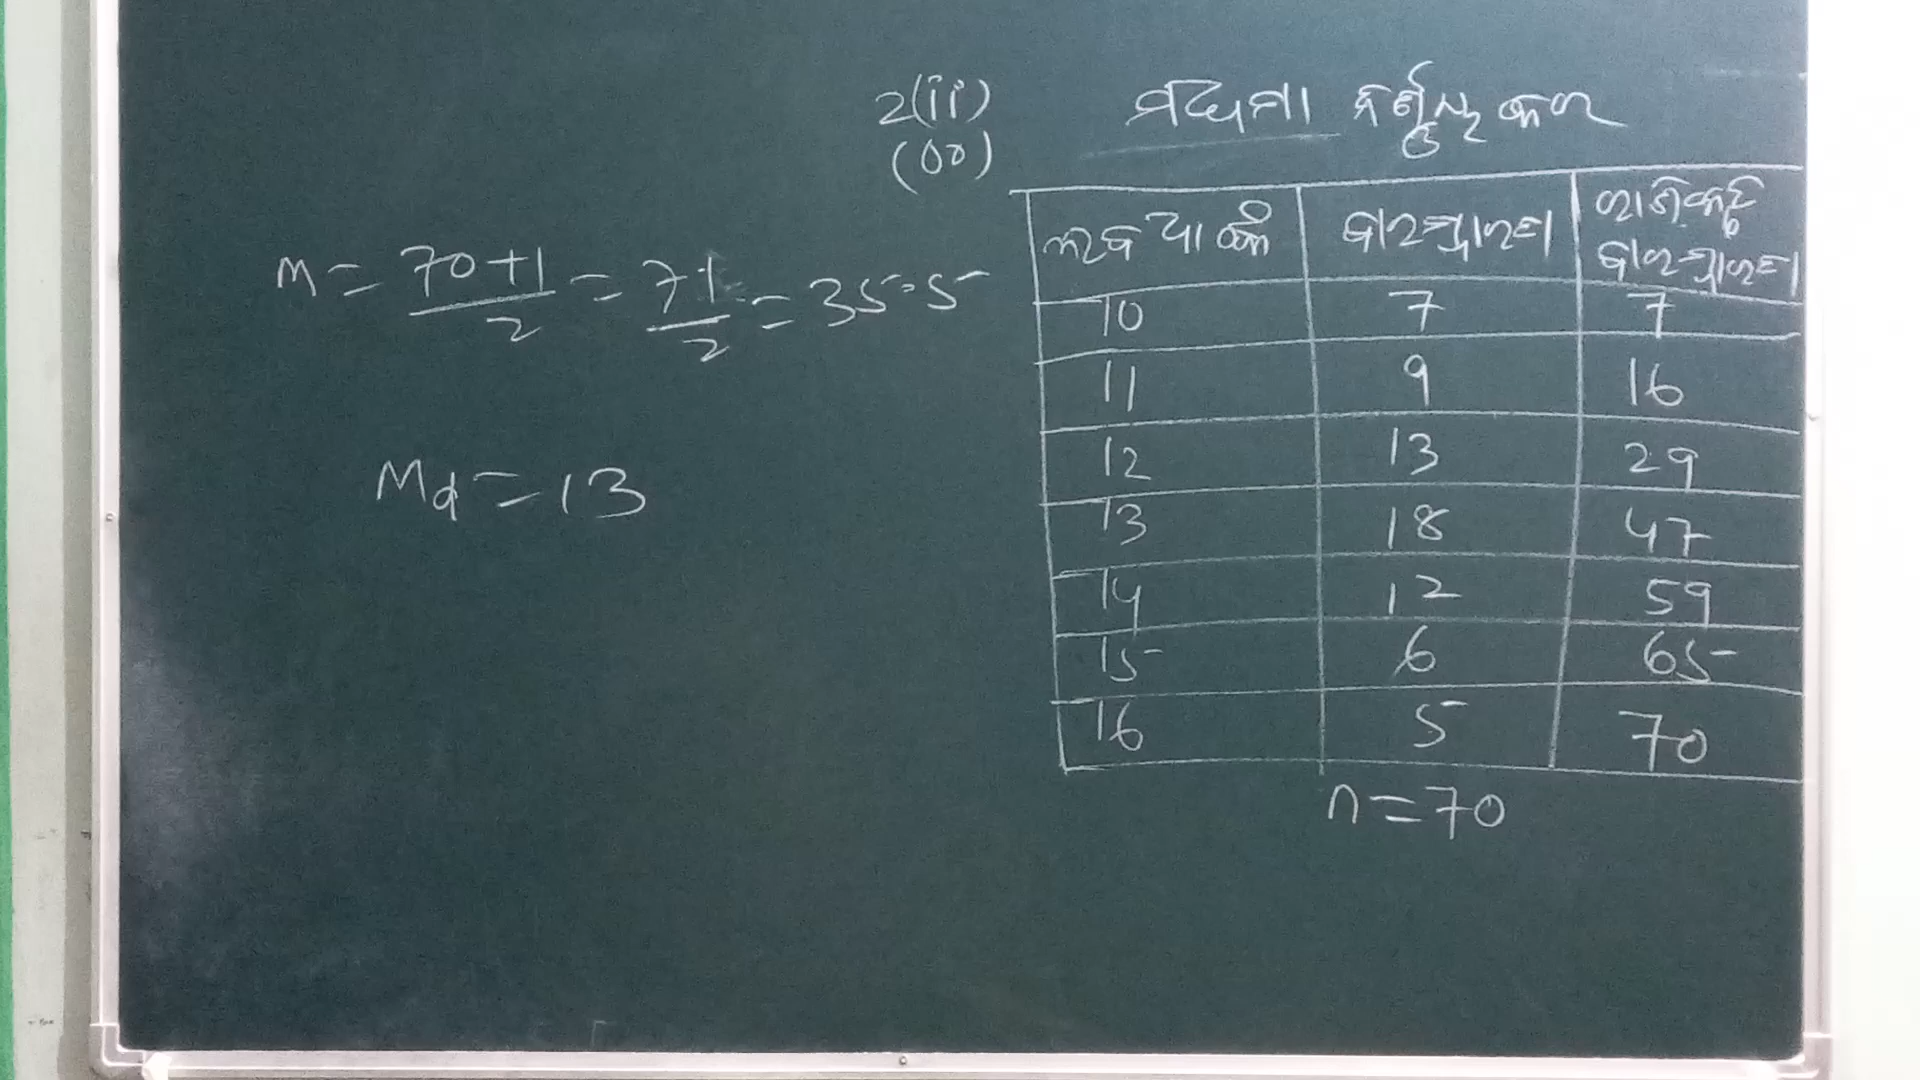 2(ii) ମଧ୍ୟମା ନିର୍ଣ୍ଣୟ କର
(ଠଠ)
m = 70+1/2 = 71/2 = 35.5
Md = 13
ଲବ୍ଧାଙ୍କ ବାରମ୍ବାରତା ରାଶିକୃତ ବାରମ୍ବାରତା
10 7 7
11 9 16
12 13 29
13 18 47
14 12 59
15 6 65
16 5 70
n = 70